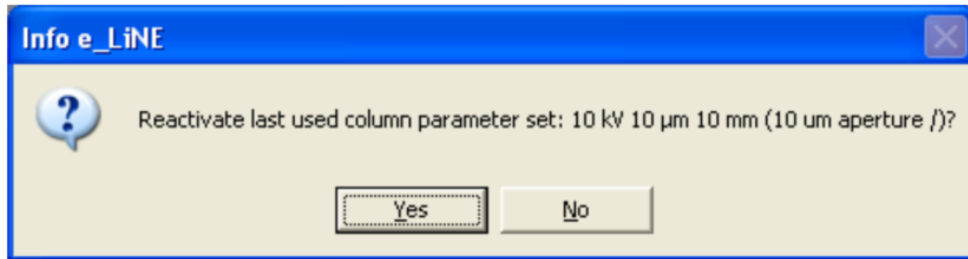 Info e_LiNE
?
Reactivate last used column parameter set: 10 kV 10 µm 10 mm (10 um aperture /)?
Yes No